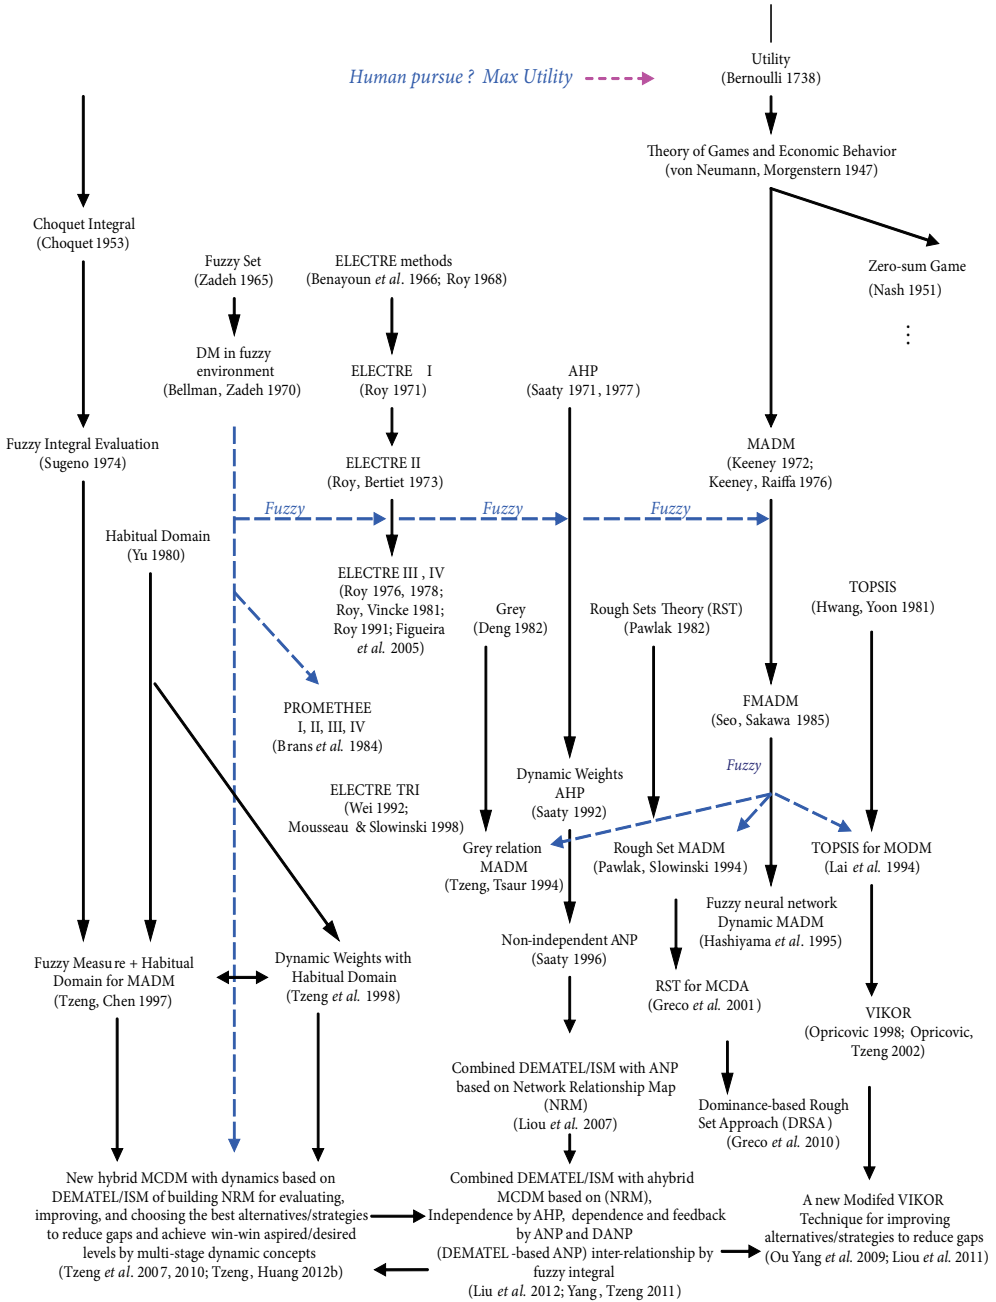 Utility
(Bernoulli 1738)
Human pursue ? Max Utility
Theory of Games and Economic Behavior
(von Neumann, Morgenstern 1947)
Choquet Integral
(Choquet 1953)
Fuzzy Set
(Zadeh 1965)
ELECTRE methods
(Benayoun et al. 1966; Roy 1968)
Zero-sum Game
(Nash 1951)
⋮
DM in fuzzy
environment
(Bellman, Zadeh 1970)
ELECTRE I
(Roy 1971)
AHP
(Saaty 1971, 1977)
Fuzzy Integral Evaluation
(Sugeno 1974)
ELECTRE II
(Roy, Bertiet 1973)
MADM
(Keeney 1972;
Keeney, Raiffa 1976)
Fuzzy
Fuzzy
Fuzzy
Habitual Domain
(Yu 1980)
ELECTRE III , IV
(Roy 1976, 1978;
Roy, Vincke 1981;
Roy 1991; Figueira
et al. 2005)
Grey
(Deng 1982)
Rough Sets Theory (RST)
(Pawlak 1982)
TOPSIS
(Hwang, Yoon 1981)
PROMETHEE
I, II, III, IV
(Brans et al. 1984)
FMADM
(Seo, Sakawa 1985)
Fuzzy
ELECTRE TRI
(Wei 1992;
Mousseau & Slowinski 1998)
Dynamic Weights
AHP
(Saaty 1992)
Grey relation
MADM
(Tzeng, Tsaur 1994)
Rough Set MADM
(Pawlak, Slowinski 1994)
TOPSIS for MODM
(Lai et al. 1994)
Fuzzy neural network
Dynamic MADM
(Hashiyama et al. 1995)
Non-independent ANP
(Saaty 1996)
Fuzzy Measure + Habitual
Domain for MADM
(Tzeng, Chen 1997)
Dynamic Weights with
Habitual Domain
(Tzeng et al. 1998)
RST for MCDA
(Greco et al. 2001)
VIKOR
(Opricovic 1998; Opricovic,
Tzeng 2002)
Combined DEMATEL/ISM with ANP
based on Network Relationship Map
(NRM)
(Liou et al. 2007)
Dominance-based Rough
Set Approach (DRSA)
(Greco et al. 2010)
New hybrid MCDM with dynamics based on
DEMATEL/ISM of building NRM for evaluating,
improving, and choosing the best alternatives/strategies
to reduce gaps and achieve win-win aspired/desired
levels by multi-stage dynamic concepts
(Tzeng et al. 2007, 2010; Tzeng, Huang 2012b)
Combined DEMATEL/ISM with ahybrid
MCDM based on (NRM),
Independence by AHP, dependence and feedback
by ANP and DANP
(DEMATEL -based ANP) inter-relationship by
fuzzy integral
(Liu et al. 2012; Yang , Tzeng 2011)
A new Modifed VIKOR
Technique for improving
alternatives/strategies to reduce gaps
(Ou Yang et al. 2009; Liou et al. 2011)